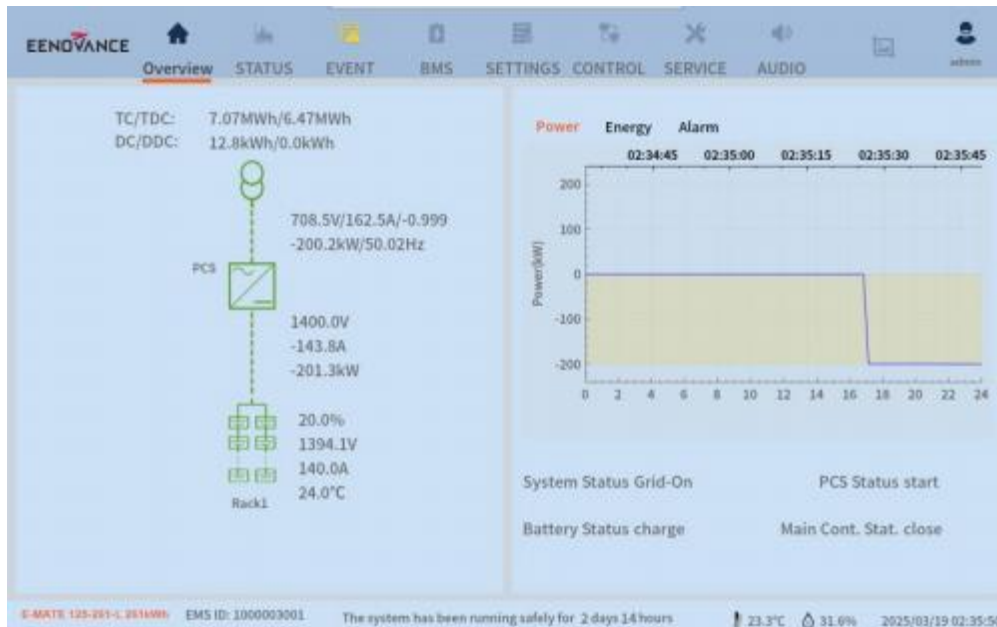 EENOVANCE
Overview STATUS EVENT BMS SETTINGS CONTROL SERVICE AUDIO admin
TC/TDC: 7.07MWh/6.47MWh
DC/DDC: 12.8kWh/0.0kWh
708.5V/162.5A/-0.999
-200.2kW/50.02Hz
PCS
1400.0V
-143.8A
-201.3kW
20.0%
1394.1V
140.0A
24.0°C
Rack1
Power Energy Alarm
02:34:45 02:35:00 02:35:15 02:35:30 02:35:45
200
100
0
-100
-200
Power(kW)
0 2 4 6 8 10 12 14 16 18 20 22 24
System Status Grid-On PCS Status start
Battery Status charge Main Cont. Stat. close
EMS ID: 1000003001 The system has been running safely for 2 days 14 hours 23.3°C 31.6% 2025/03/19 02:35:50